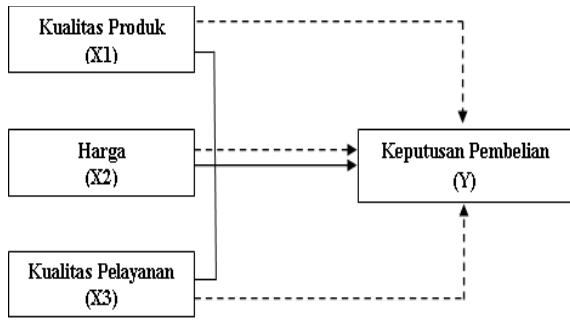 Kualitas Produk
(X1)
Harga
(X2)
Keputusan Pembelian
(Y)
Kualitas Pelayanan
(X3)